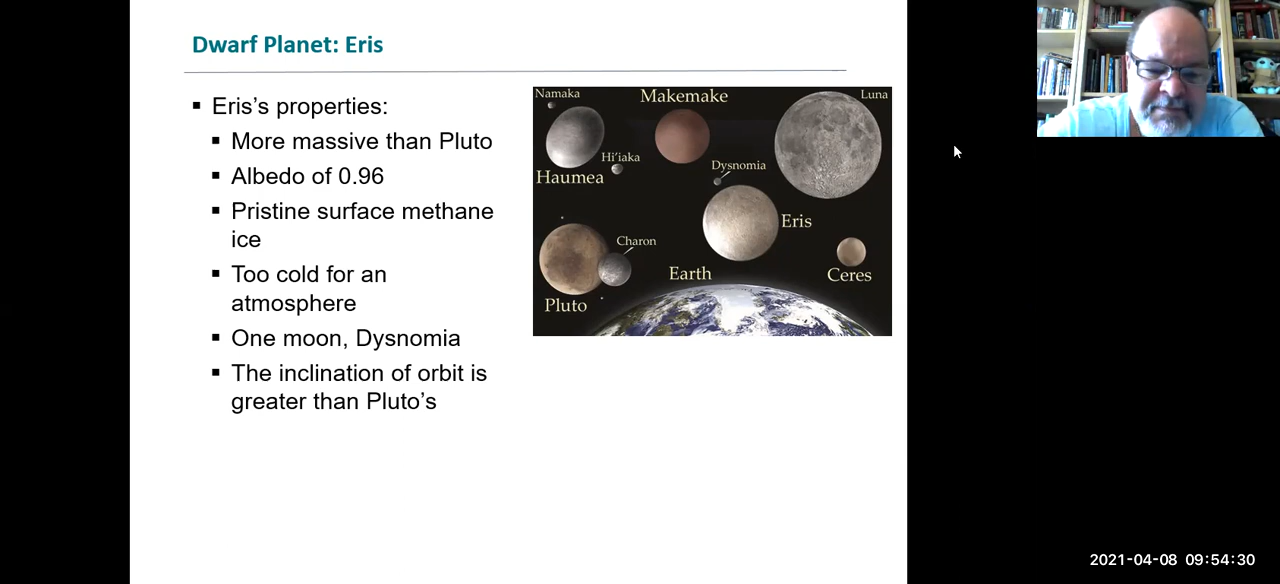 Dwarf Planet: Eris
▪ Eris’s properties:
▪ More massive than Pluto
▪ Albedo of 0.96
▪ Pristine surface methane
ice
▪ Too cold for an
atmosphere
▪ One moon, Dysnomia
▪ The inclination of orbit is
greater than Pluto’s
Namaka
Makemake
Luna
Hi’iaka
Haumea
Dysnomia
Eris
Charon
Earth
Ceres
Pluto
2021-04-08 09:54:30